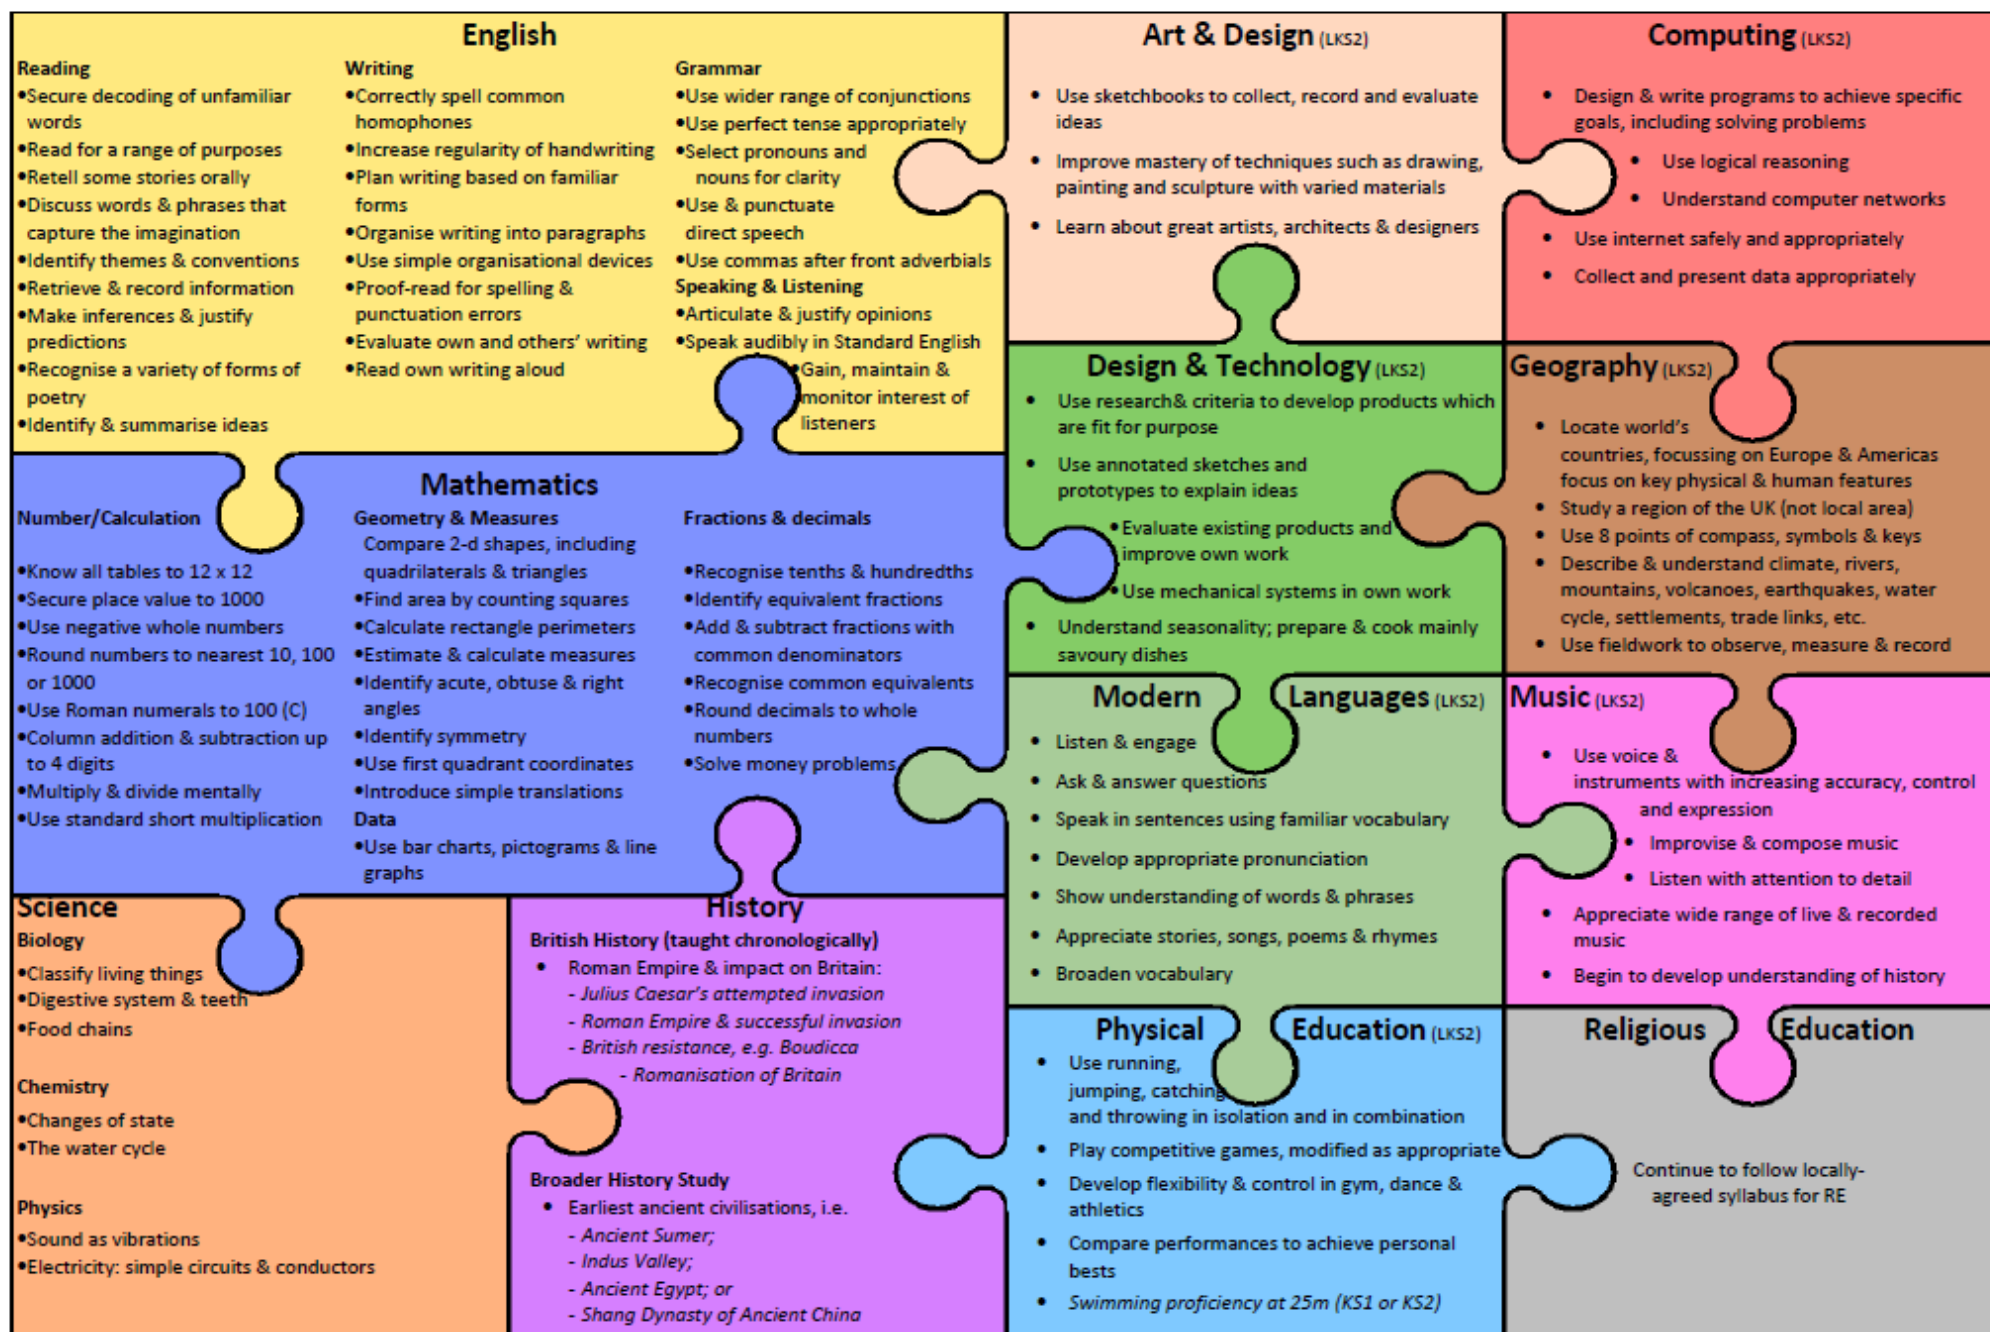 English
Reading
•Secure decoding of unfamiliar
words
•Read for a range of purposes
•Retell some stories orally
•Discuss words & phrases that
capture the imagination
•Identify themes & conventions
•Retrieve & record information
•Make inferences & justify
predictions
•Recognise a variety of forms of
poetry
•Identify & summarise ideas
Writing
•Correctly spell common
homophones
•Increase regularity of handwriting
•Plan writing based on familiar
forms
•Organise writing into paragraphs
•Use simple organisational devices
•Proof-read for spelling &
punctuation errors
•Evaluate own and others' writing
•Read own writing aloud
Grammar
•Use wider range of conjunctions
•Use perfect tense appropriately
•Select pronouns and
nouns for clarity
•Use & punctuate
direct speech
•Use commas after front adverbials
Speaking & Listening
•Articulate & justify opinions
•Speak audibly in Standard English
•Gain, maintain &
monitor interest of
listeners
Art & Design (LKS2)
• Use sketchbooks to collect, record and evaluate
ideas
• Improve mastery of techniques such as drawing,
painting and sculpture with varied materials
• Learn about great artists, architects & designers
Computing (LKS2)
• Design & write programs to achieve specific
goals, including solving problems
• Use logical reasoning
• Understand computer networks
• Use internet safely and appropriately
• Collect and present data appropriately
Mathematics
Number/Calculation
•Know all tables to 12 x 12
•Secure place value to 1000
•Use negative whole numbers
•Round numbers to nearest 10, 100
or 1000
•Use Roman numerals to 100 (C)
•Column addition & subtraction up
to 4 digits
•Multiply & divide mentally
•Use standard short multiplication
Geometry & Measures
Compare 2-d shapes, including
quadrilaterals & triangles
•Find area by counting squares
•Calculate rectangle perimeters
•Estimate & calculate measures
•Identify acute, obtuse & right
angles
•Identify symmetry
•Use first quadrant coordinates
•Introduce simple translations
Data
•Use bar charts, pictograms & line
graphs
Fractions & decimals
•Recognise tenths & hundredths
•Identify equivalent fractions
•Add & subtract fractions with
common denominators
•Recognise common equivalents
•Round decimals to whole
numbers
•Solve money problems
Design & Technology (LKS2)
• Use research& criteria to develop products which
are fit for purpose
• Use annotated sketches and
prototypes to explain ideas
•Evaluate existing products and
improve own work
•Use mechanical systems in own work
• Understand seasonality; prepare & cook mainly
savoury dishes
Geography (LKS2)
• Locate world's
countries, focussing on Europe & Americas
focus on key physical & human features
• Study a region of the UK (not local area)
• Use 8 points of compass, symbols & keys
• Describe & understand climate, rivers,
mountains, volcanoes, earthquakes, water
cycle, settlements, trade links, etc.
• Use fieldwork to observe, measure & record
Modern Languages (LKS2)
• Listen & engage
• Ask & answer questions
• Speak in sentences using familiar vocabulary
• Develop appropriate pronunciation
• Show understanding of words & phrases
• Appreciate stories, songs, poems & rhymes
• Broaden vocabulary
Music (LKS2)
• Use voice &
instruments with increasing accuracy, control
and expression
• Improvise & compose music
• Listen with attention to detail
• Appreciate wide range of live & recorded
music
• Begin to develop understanding of history
Science
Biology
•Classify living things
•Digestive system & teeth
•Food chains
Chemistry
•Changes of state
•The water cycle
Physics
•Sound as vibrations
•Electricity: simple circuits & conductors
History
British History (taught chronologically)
• Roman Empire & impact on Britain:
- Julius Caesar's attempted invasion
- Roman Empire & successful invasion
- British resistance, e.g. Boudicca
- Romanisation of Britain
Broader History Study
• Earliest ancient civilisations, i.e.
- Ancient Sumer;
- Indus Valley;
- Ancient Egypt; or
- Shang Dynasty of Ancient China
Physical Education (LKS2)
• Use running,
jumping, catching
and throwing in isolation and in combination
• Play competitive games, modified as appropriate
• Develop flexibility & control in gym, dance &
athletics
• Compare performances to achieve personal
bests
• Swimming proficiency at 25m (KS1 or KS2)
Religious Education
Continue to follow locally-
agreed syllabus for RE